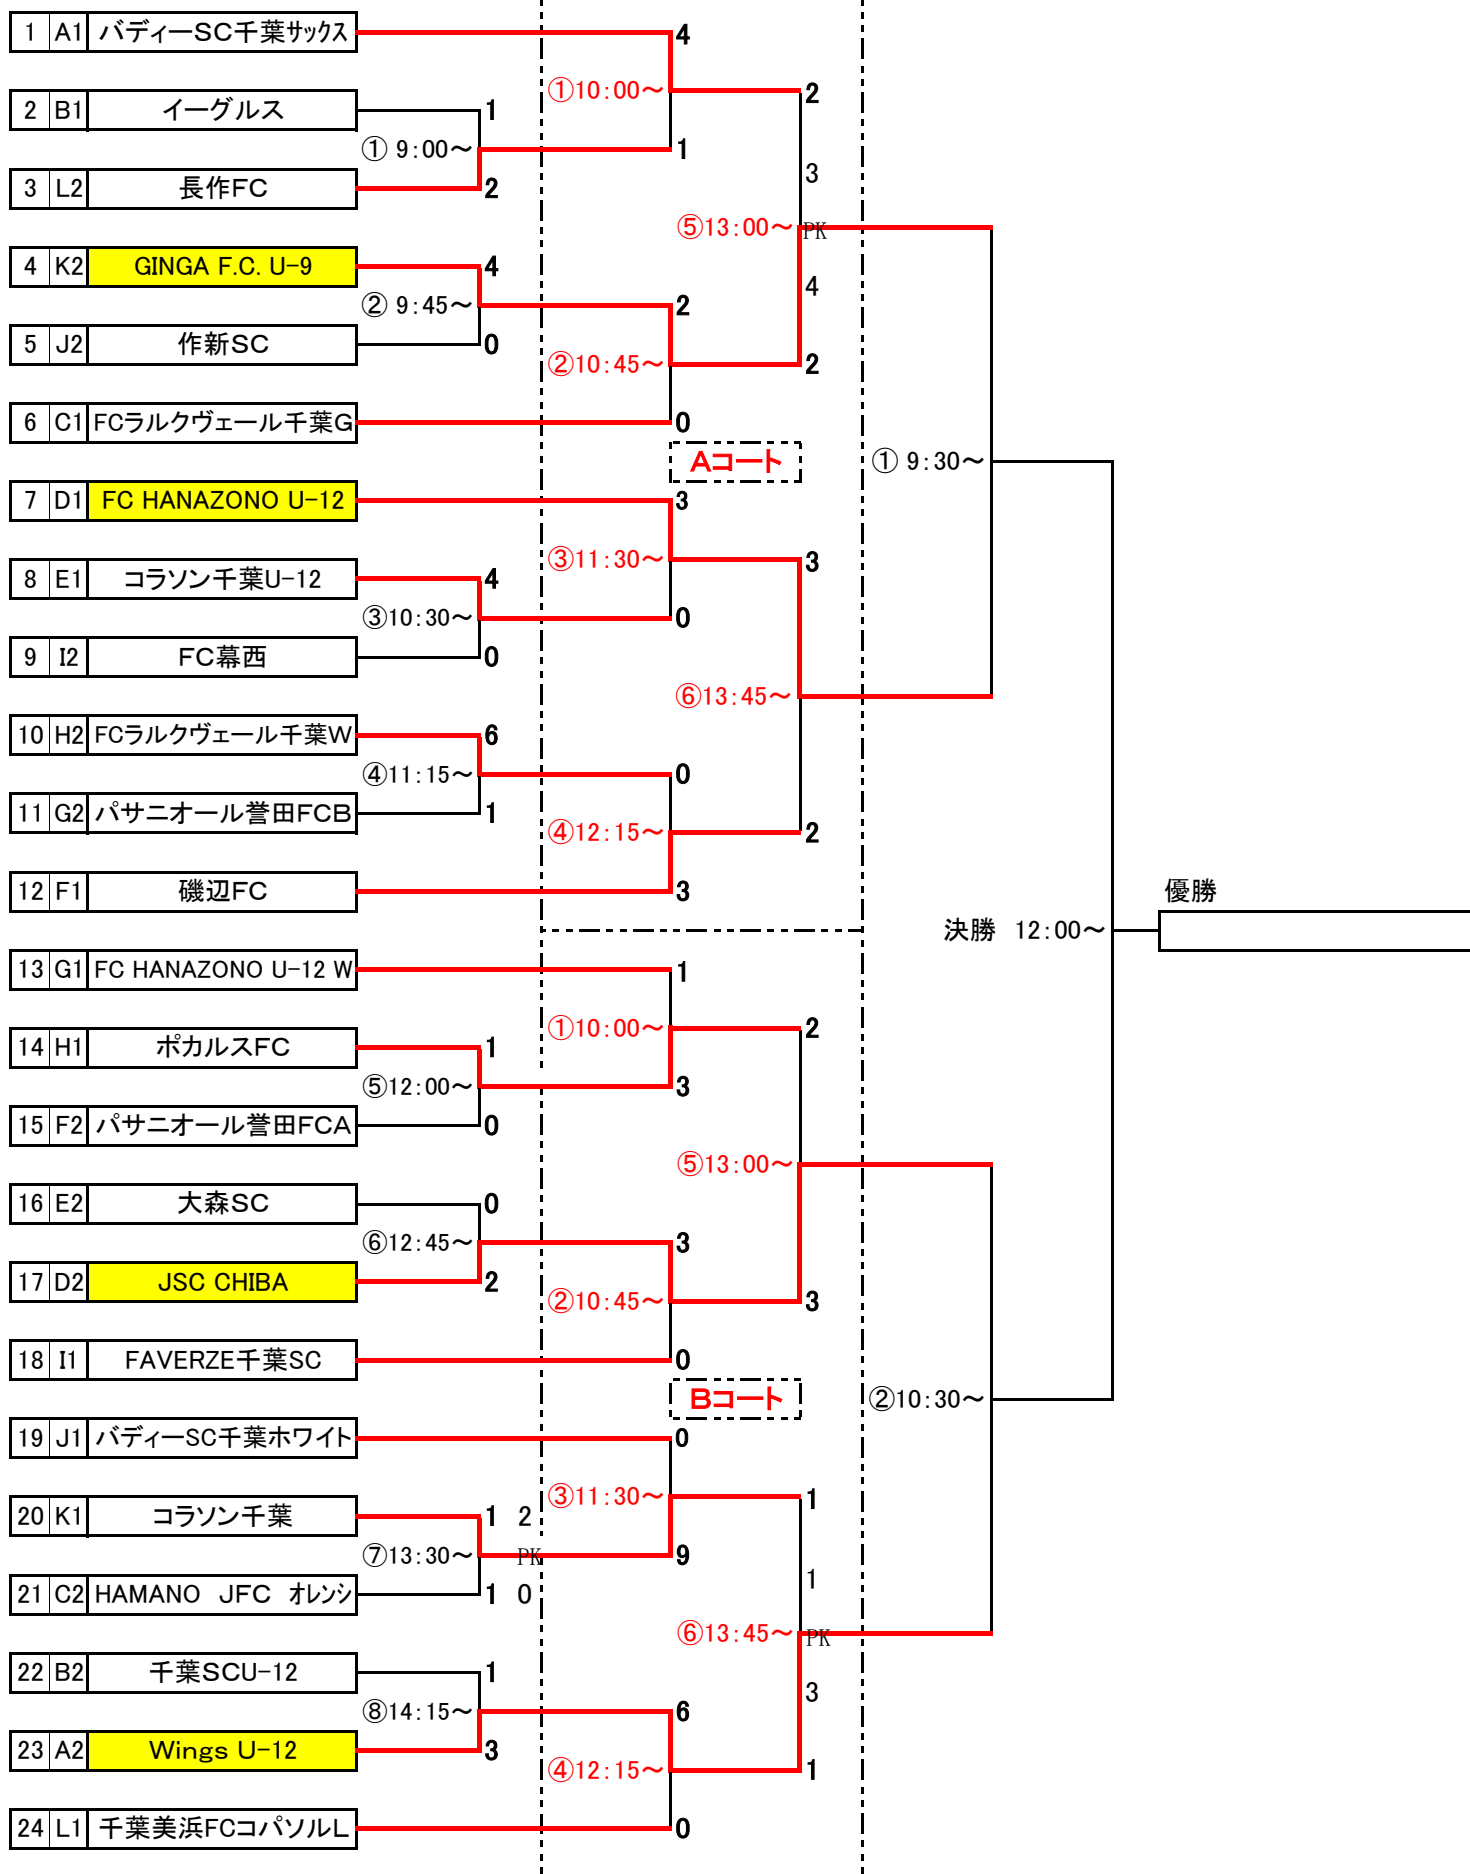 1 A1 バディーSC千葉サックス 4
①10:00～ 2
2 B1 イーグルス 1
① 9:00～ 1
3 3 L2 長作FC 2
⑤13:00～ PK
4 K2 GINGA F.C. U-9 4
② 9:45～ 2 4
5 J2 作新SC 0
②10:45～ 2
6 C1 FCラルクヴェール千葉G 0
Aコート ① 9:30～
7 D1 FC HANAZONO U-12 3
③11:30～ 3
8 E1 コラソン千葉U-12 4
③10:30～ 0
9 I2 FC幕西 0
⑥13:45～
10 H2 FCラルクヴェール千葉W 6
④11:15～ 0
11 G2 パサニオール誉田FCB 1
④12:15～ 2
12 F1 磯辺FC 3
優勝
決勝 12:00～
13 G1 FC HANAZONO U-12 W 1
①10:00～ 2
14 H1 ポカルスFC 1
⑤12:00～ 3
15 F2 パサニオール誉田FCA 0
⑤13:00～
16 E2 大森SC 0
⑥12:45～ 3
17 D2 JSC CHIBA 2
②10:45～ 3
18 I1 FAVERZE千葉SC 0
Bコート ②10:30～
19 J1 バディーSC千葉ホワイト 0
③11:30～ 1
20 K1 コラソン千葉 1 2
⑦13:30～ PK 9
1
21 C2 HAMANO JFC オレンジ 1 0
⑥13:45～ PK
22 B2 千葉SCU-12 1
3
⑧14:15～ 6
23 A2 Wings U-12 3
④12:15～ 1
24 L1 千葉美浜FCコパソルL 0